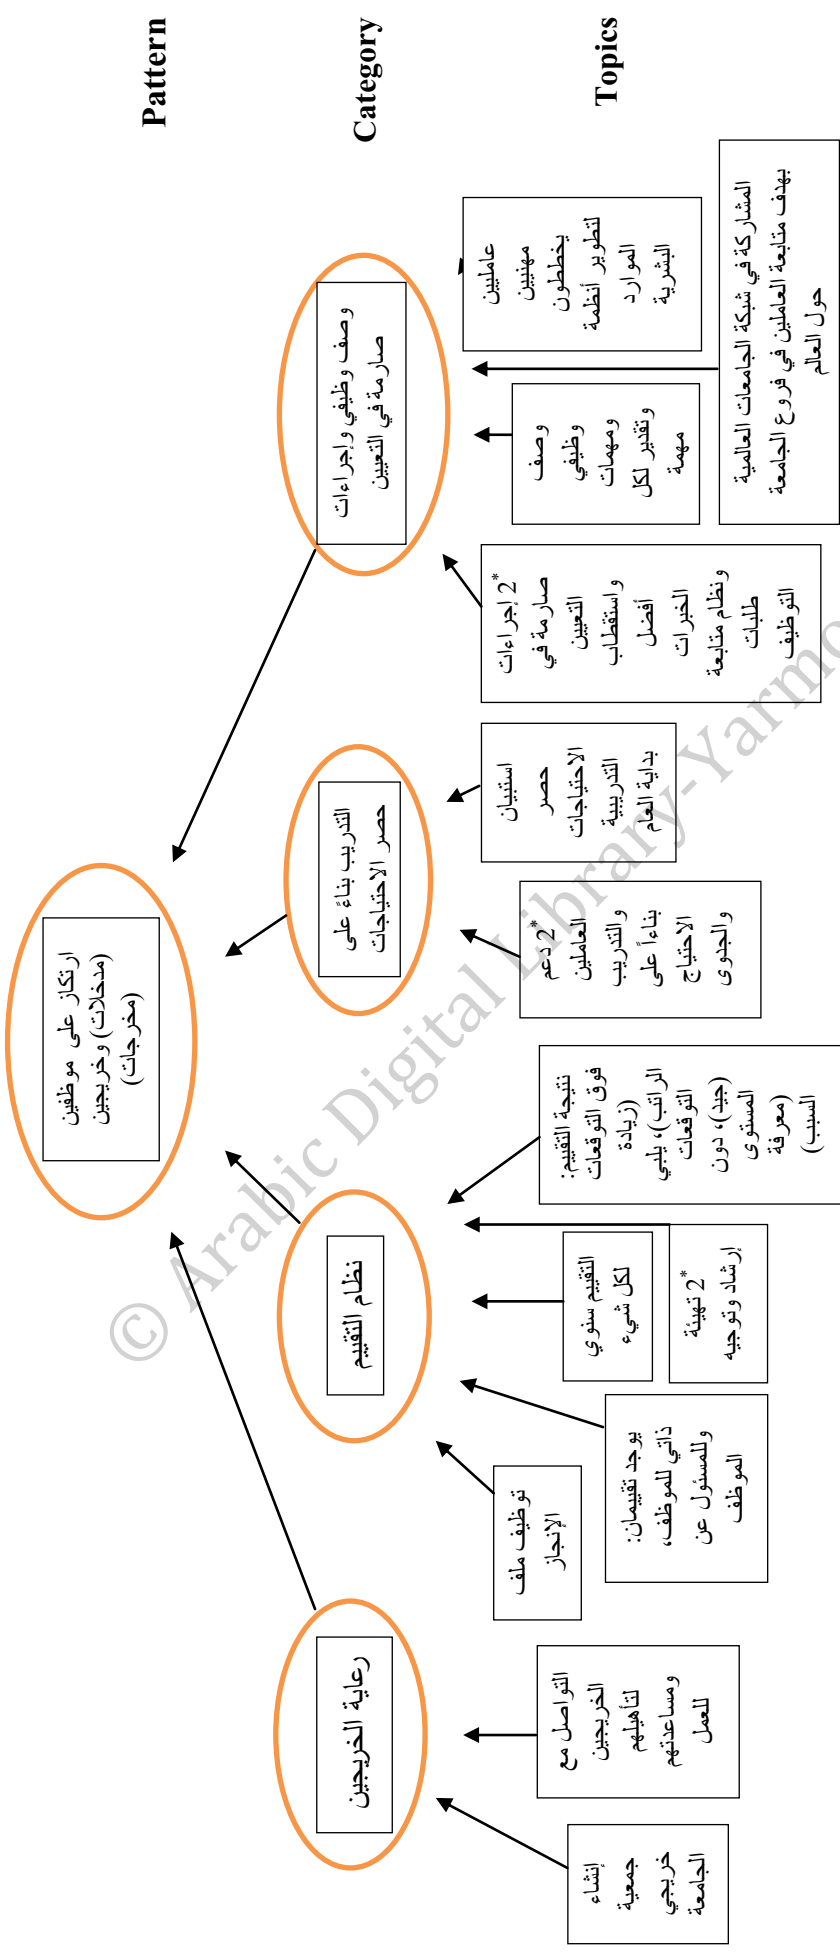 Pattern
ارتكاز على موظفين
(مدخلات) وخريجين
(مخرجات)
Category
وصف وظيفي وإجراءات
صارمة في التعيين
التدريب بناءً على
حصر الاحتياجات
نظام التقييم
رعاية الخريجين
Topics
عامليين
مهنيين
يخططون
لتطوير أنظمة
الموارد
البشرية
المشاركة في شبكة الجامعات العالمية
بهدف متابعة العاملين في فروع الجامعة
حول العالم
وصف
وظيفي
ومهمات
وتقدير لكل
مهمة
*2 إجراءات
صارمة في
التعيين
واستقطاب
أفضل
الخبرات
ونظام متابعة
طلبات
التوظيف
استبيان
حصر
الاحتياجات
التدريبية
بداية العام
*2 دعم
العاملين
والتدريب
بناءاً على
الاحتياج
والجدوى
نتيجة التقييم:
فوق التوقعات
(زيادة
الراتب)، يلبي
التوقعات
(جيد)، دون
المستوى
(معرفة
السبب)
*2 تهيئة
إرشاد وتوجيه
التقييم سنوي
لكل شيء
يوجد تقييمان:
ذاتي للموظف،
وللمسئول عن
الموظف
توظيف ملف
الإنجاز
التواصل مع
الخريجين
لتأهيلهم
ومساعدتهم
للعمل
إنشاء
جمعية
خريجي
الجامعة
© Arabic Digital Library-Yarmo